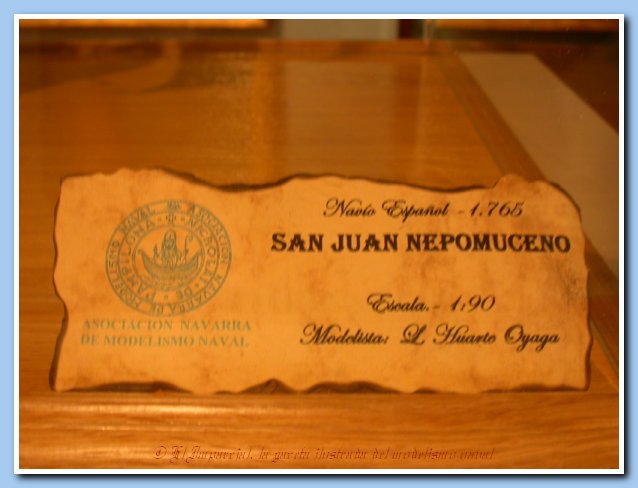 Navío Español - 1.765
SAN JUAN NEPOMUCENO
Escala.- 1:90
Modelista: L. Huarte Oyaga
ASOCIACION NAVARRA
DE MODELISMO NAVAL
© El Imparcial, la gaceta ilustrada del modelismo naval